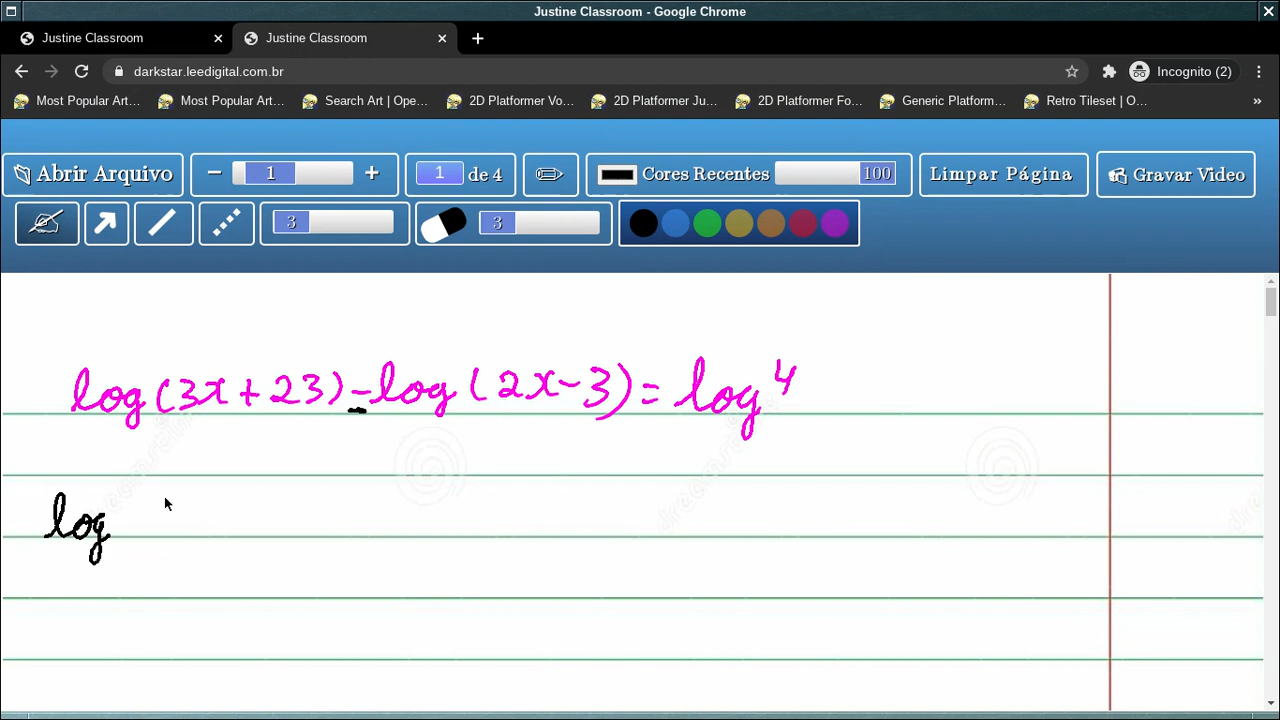 Justine Classroom - Google Chrome
Justine Classroom
Justine Classroom
darkstar.leedigital.com.br
Incognito (2)
Most Popular Art... Most Popular Art... Search Art | Ope... 2D Platformer Vo... 2D Platformer Ju... 2D Platformer Fo... Generic Platform... Retro Tileset | O... »
Abrir Arquivo − 1 + 1 de 4 Cores Recentes 100 Limpar Página Gravar Video
3 3
log(3x+23)-log(2x-3)=log4
log